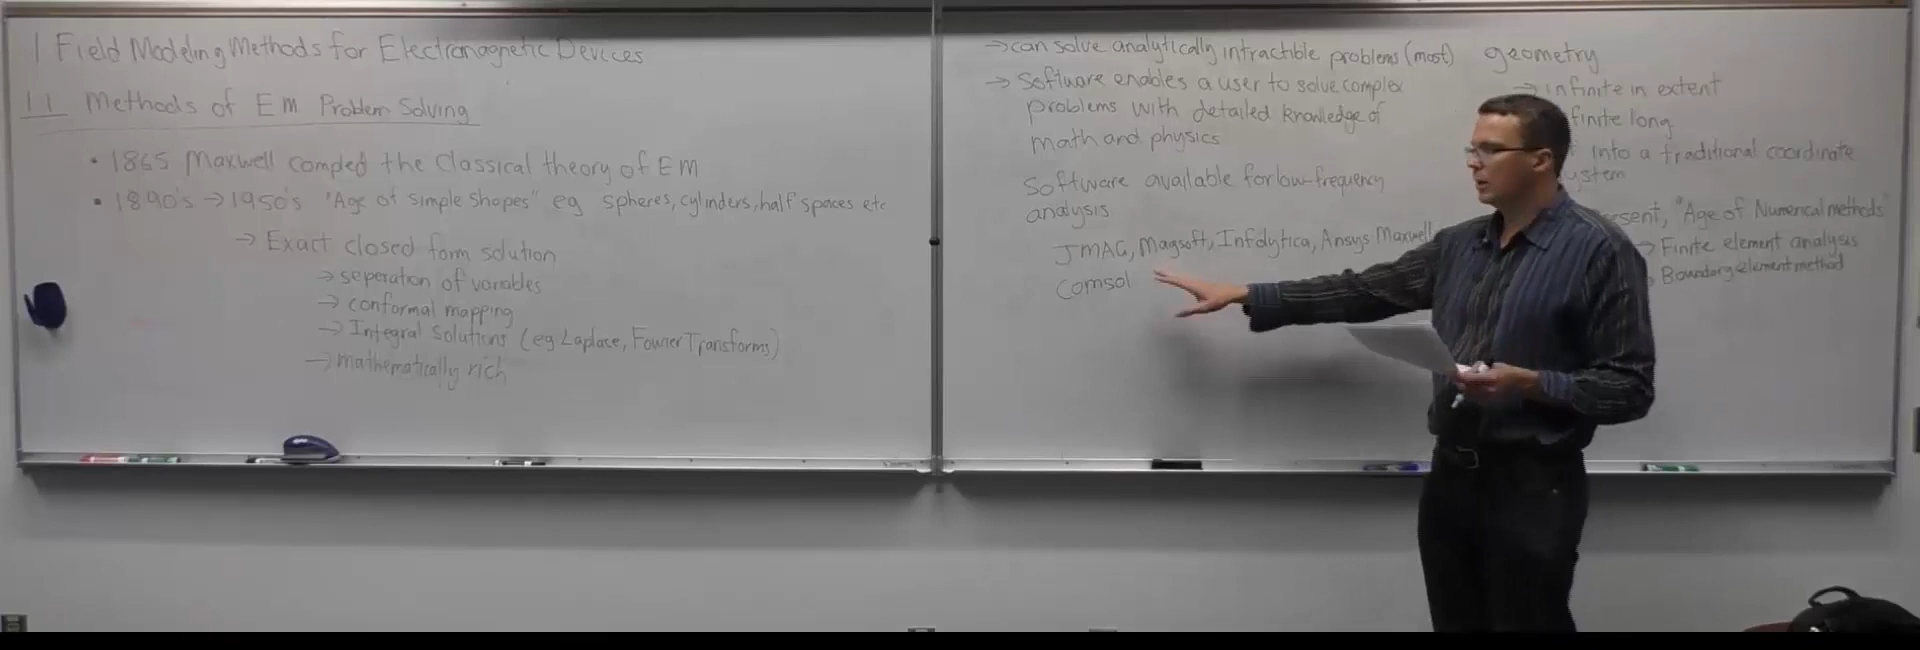 1 Field Modeling Methods for Electromagnetic Devices
1.1 Methods of EM Problem Solving
• 1865 Maxwell compled the classical theory of EM
• 1890's → 1950's "Age of simple shapes" eg spheres, cylinders, half spaces etc
→ Exact closed form solution
→ seperation of variables
→ conformal mapping
→ Integral Solutions (eg Laplace, Fourier Transforms)
→ mathematically rich
→ can solve analytically intractible problems (most)
→ Software enables a user to solve complex
problems with detailed knowledge of
math and physics
Software available for low-frequency
analysis
JMAG, Magsoft, Infolytica, Ansys Maxwell
Comsol
geometry
→ infinite in extent
finite long
into a traditional coordinate
system
"Age of Numerical methods"
→ Finite element analysis
Boundary element method